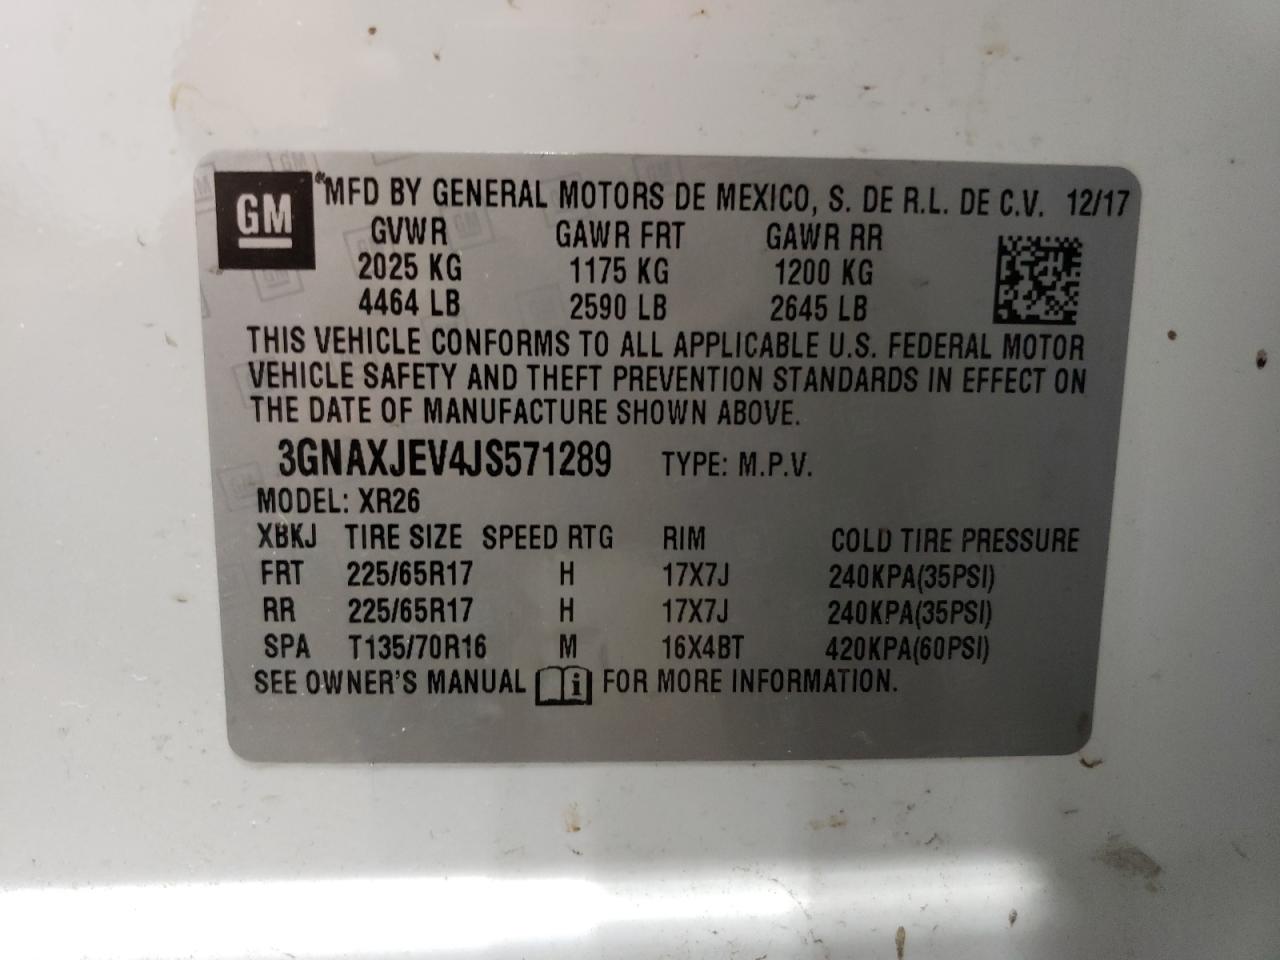 GM *MFD BY GENERAL MOTORS DE MEXICO, S. DE R.L. DE C.V. 12/17
GVWR GAWR FRT GAWR RR
2025 KG 1175 KG 1200 KG
4464 LB 2590 LB 2645 LB
THIS VEHICLE CONFORMS TO ALL APPLICABLE U.S. FEDERAL MOTOR
VEHICLE SAFETY AND THEFT PREVENTION STANDARDS IN EFFECT ON
THE DATE OF MANUFACTURE SHOWN ABOVE.
3GNAXJEV4JS571289 TYPE: M.P.V.
MODEL: XR26
XBKJ TIRE SIZE SPEED RTG RIM COLD TIRE PRESSURE
FRT 225/65R17 H 17X7J 240KPA(35PSI)
RR 225/65R17 H 17X7J 240KPA(35PSI)
SPA T135/70R16 M 16X4BT 420KPA(60PSI)
SEE OWNER'S MANUAL i FOR MORE INFORMATION.